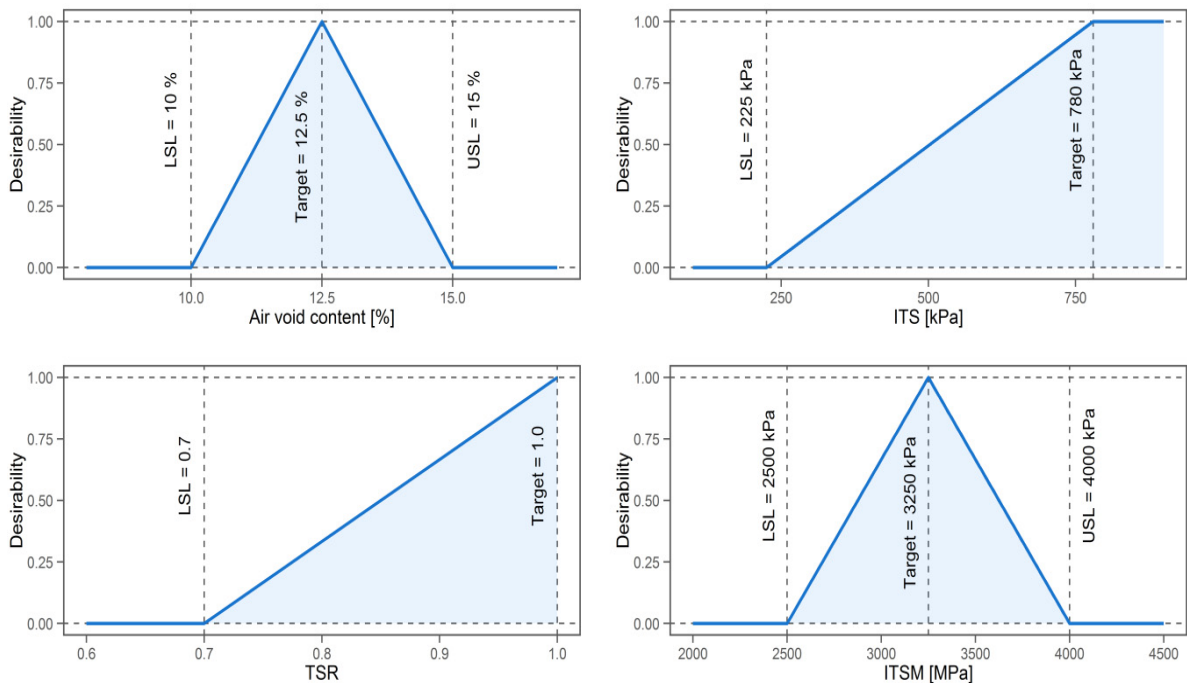 Desirability
1.00
0.75
0.50
0.25
0.00
LSL = 10 %
Target = 12.5 %
USL = 15 %
10.0 12.5 15.0
Air void content [%]
Desirability
1.00
0.75
0.50
0.25
0.00
LSL = 225 kPa
Target = 780 kPa
250 500 750
ITS [kPa]
Desirability
1.00
0.75
0.50
0.25
0.00
LSL = 0.7
Target = 1.0
0.6 0.7 0.8 0.9 1.0
TSR
Desirability
1.00
0.75
0.50
0.25
0.00
LSL = 2500 kPa
Target = 3250 kPa
USL = 4000 kPa
2000 2500 3000 3500 4000 4500
ITSM [MPa]